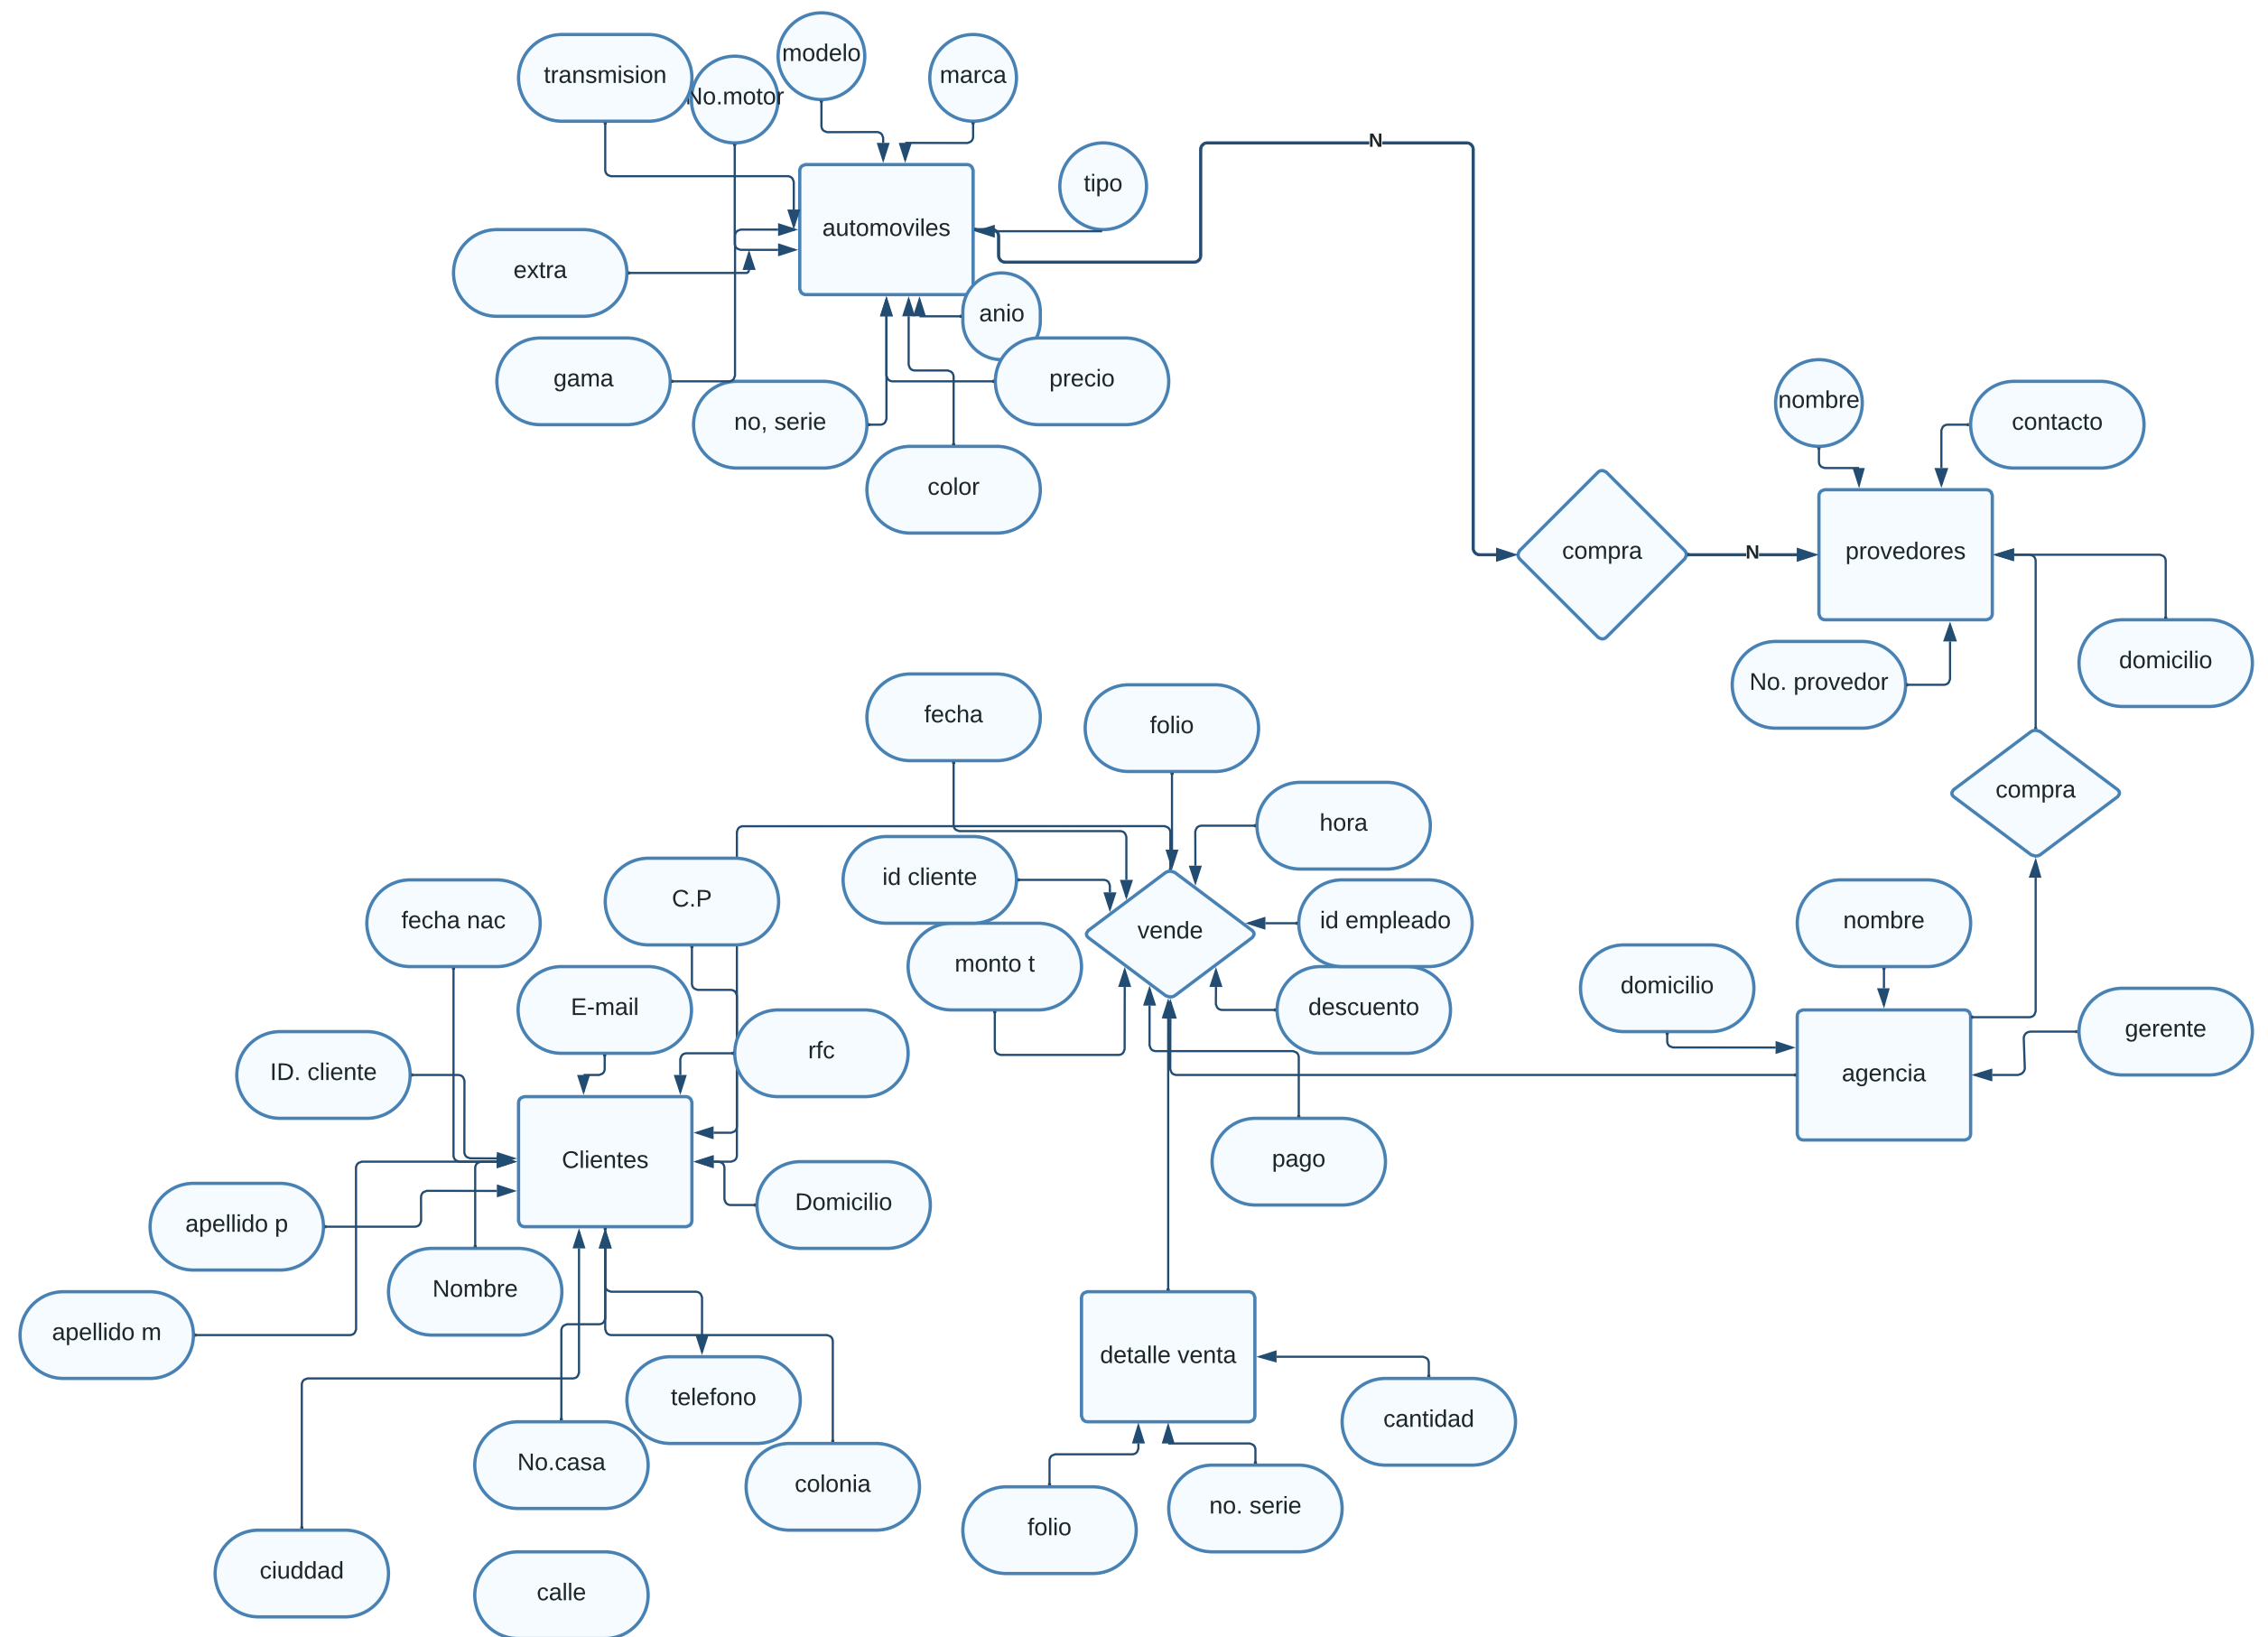 modelo
transmision
marca
No.motor
N
tipo
automoviles
extra
anio
gama
precio
nombre
no, serie
contacto
color
compra
N
provedores
domicilio
No. provedor
fecha
folio
compra
hora
id cliente
C.P
fecha nac
vende
id empleado
nombre
monto t
domicilio
E-mail
descuento
gerente
rfc
ID. cliente
agencia
Clientes
pago
Domicilio
apellido p
Nombre
apellido m
detalle venta
telefono
cantidad
No.casa
colonia
no. serie
folio
ciuddad
calle